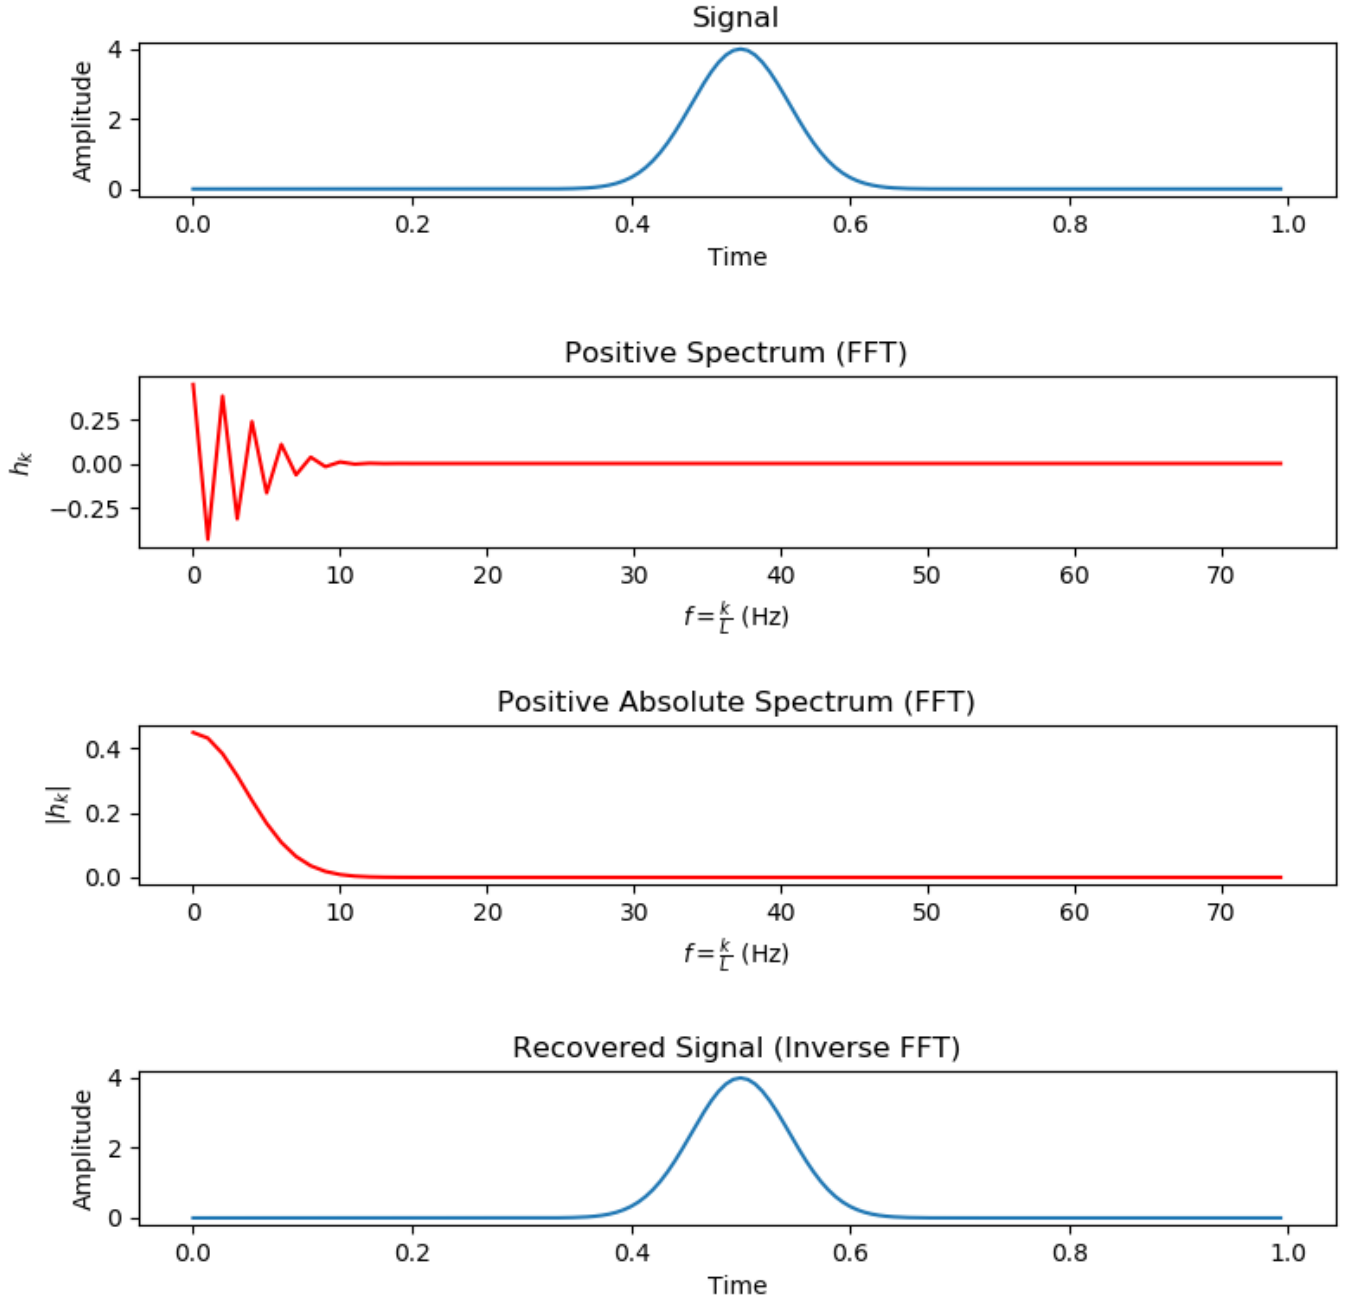 Signal
4
2
0
Amplitude
0.0 0.2 0.4 0.6 0.8 1.0
Time
Positive Spectrum (FFT)
0.25
0.00
−0.25
h_k
0 10 20 30 40 50 60 70
f = k/L (Hz)
Positive Absolute Spectrum (FFT)
0.4
0.2
0.0
|h_k|
0 10 20 30 40 50 60 70
f = k/L (Hz)
Recovered Signal (Inverse FFT)
4
2
0
Amplitude
0.0 0.2 0.4 0.6 0.8 1.0
Time